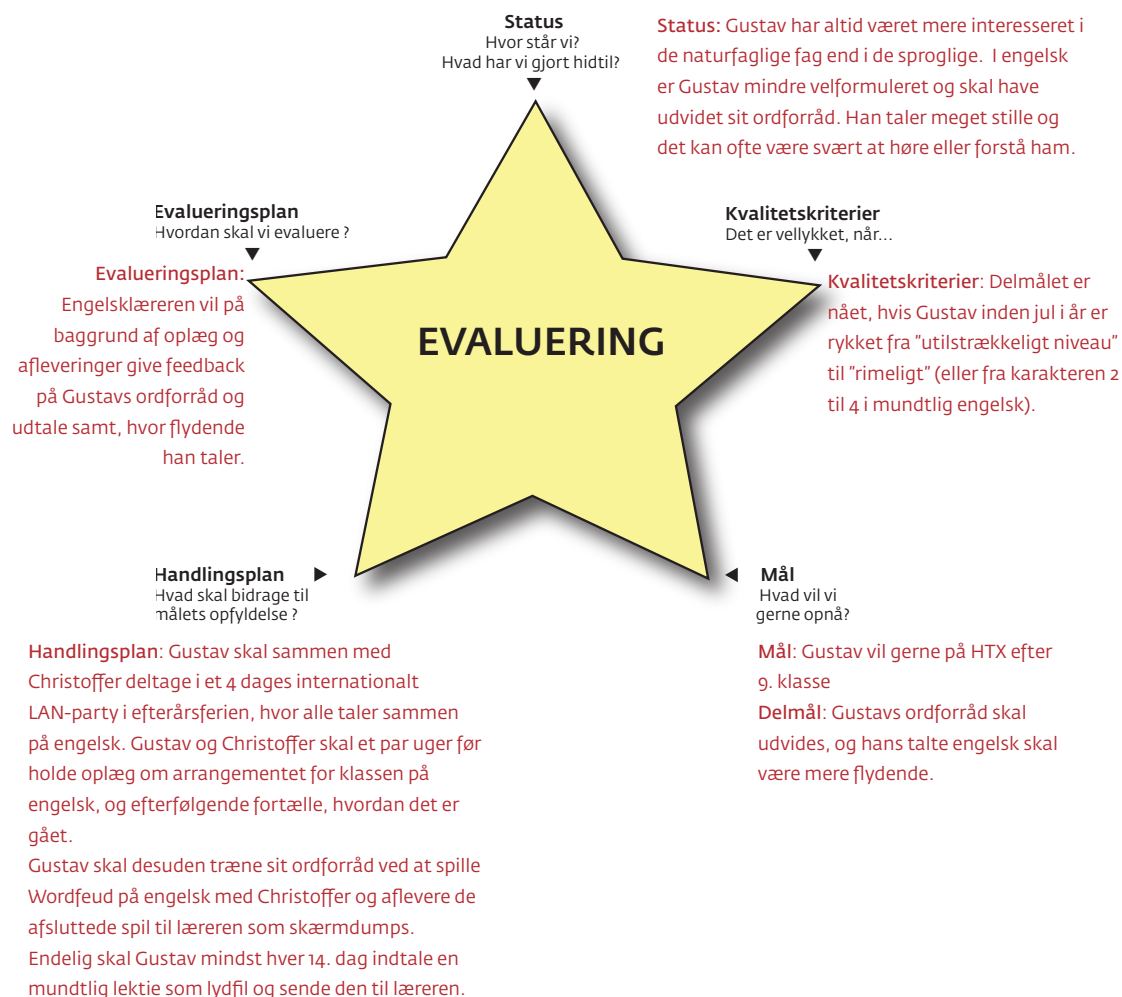 Status
Hvor står vi?
Hvad har vi gjort hidtil?
Status: Gustav har altid været mere interesseret i
de naturfaglige fag end i de sproglige.  I engelsk
er Gustav mindre velformuleret og skal have
udvidet sit ordforråd. Han taler meget stille og
det kan ofte være svært at høre eller forstå ham.
Evalueringsplan
Hvordan skal vi evaluere ?
Evalueringsplan:
Engelsklæreren vil på
baggrund af oplæg og
afleveringer give feedback
på Gustavs ordforråd og
udtale samt, hvor flydende
han taler.
Kvalitetskriterier
Det er vellykket, når...
Kvalitetskriterier: Delmålet er
nået, hvis Gustav inden jul i år er
rykket fra "utilstrækkeligt niveau"
til "rimeligt" (eller fra karakteren 2
til 4 i mundtlig engelsk).
EVALUERING
Handlingsplan
Hvad skal bidrage til
målets opfyldelse ?
Handlingsplan: Gustav skal sammen med
Christoffer deltage i et 4 dages internationalt
LAN-party i efterårsferien, hvor alle taler sammen
på engelsk. Gustav og Christoffer skal et par uger før
holde oplæg om arrangementet for klassen på
engelsk, og efterfølgende fortælle, hvordan det er
gået.
Gustav skal desuden træne sit ordforråd ved at spille
Wordfeud på engelsk med Christoffer og aflevere de
afsluttede spil til læreren som skærmdumps.
Endelig skal Gustav mindst hver 14. dag indtale en
mundtlig lektie som lydfil og sende den til læreren.
Mål
Hvad vil vi
gerne opnå?
Mål: Gustav vil gerne på HTX efter
9. klasse
Delmål: Gustavs ordforråd skal
udvides, og hans talte engelsk skal
være mere flydende.